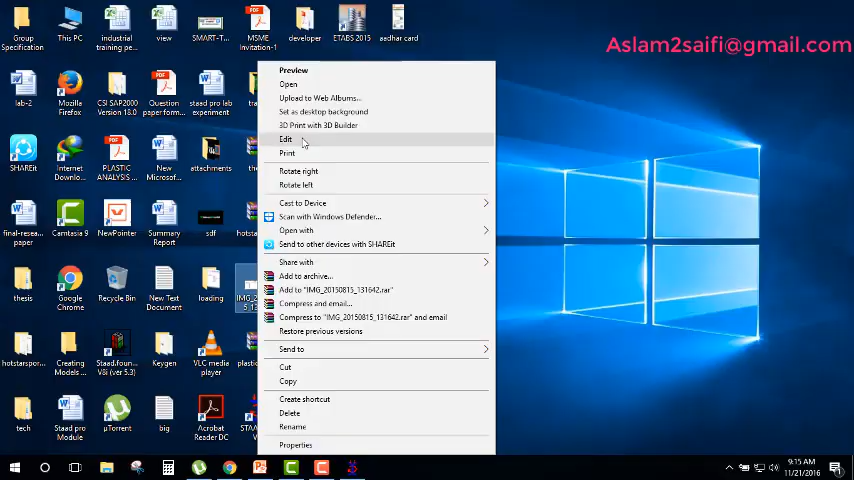 Group
Specification
This PC
industrial
training pe...
view
SMART-T...
MSME
Invitation-1
developer
ETABS 2015
aadhar card
Aslam2saifi@gmail.com
lab-2
Mozilla
Firefox
CSI SAP2000
Version 18.0
Question
paper form...
staad pro lab
experiment
SHAREit
Internet
Downlo...
PLASTIC
ANALYSIS ...
New
Microsof...
attachments
final-resea...
paper
Camtasia 9
NewPointer
Summary
Report
sdf
hotsta
thesis
Google
Chrome
Recycle Bin
New Text
Document
loading
IMG_2
5_13
hotstarspor...
Creating
Models ...
Staad.foun...
V8i (ver 5.3)
Keygen
VLC media
player
plastic
tech
Staad pro
Module
µTorrent
big
Acrobat
Reader DC
STAA
V
Preview
Open
Upload to Web Albums...
Set as desktop background
3D Print with 3D Builder
Edit
Print
Rotate right
Rotate left
Cast to Device
Scan with Windows Defender...
Open with
Send to other devices with SHAREit
Share with
Add to archive...
Add to "IMG_20150815_131642.rar"
Compress and email...
Compress to "IMG_20150815_131642.rar" and email
Restore previous versions
Send to
Cut
Copy
Create shortcut
Delete
Rename
Properties
9:15 AM
11/21/2016